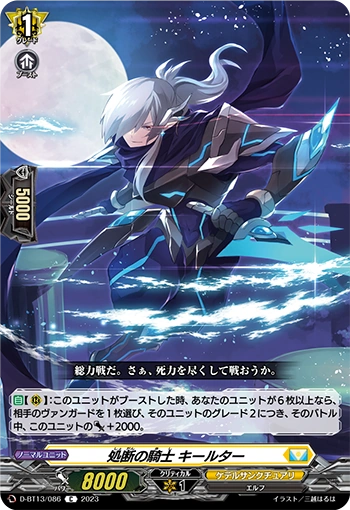 1
グレード
ブースト
5000
シールド
総力戦だ。さぁ、死力を尽くして戦おうか。
自【R】:このユニットがブーストした時、あなたのユニットが6枚以上なら、
相手のヴァンガードを1枚選び、そのユニットのグレード2につき、そのバトル
中、このユニットの+2000。
ノーマルユニット
処断の騎士 キールター
パワー
8000
クリティカル
1
ケテルサンクチュアリ
エルフ
D-BT13/086 C 2023
イラスト/三越はるは